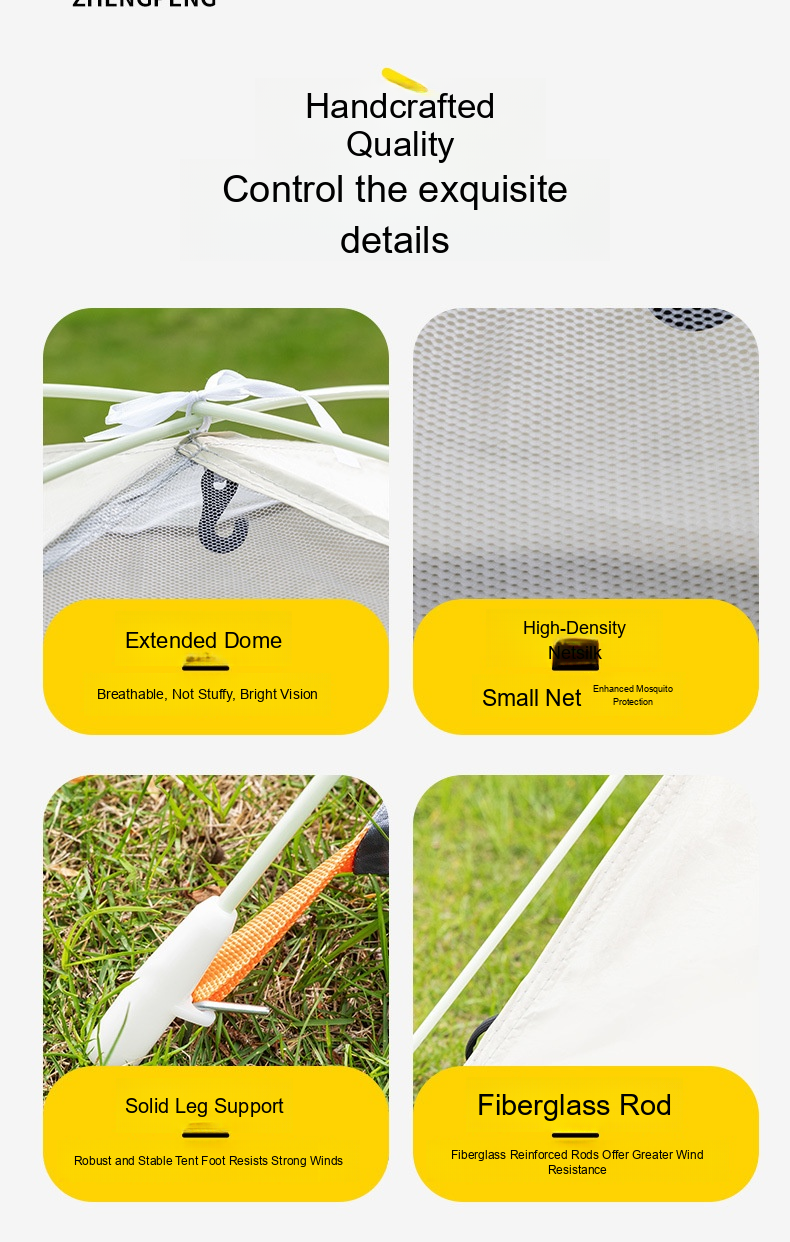 ZHENGPENG
Handcrafted
Quality
Control the exquisite
details
Extended Dome
Breathable, Not Stuffy, Bright Vision
High-Density
Netsilk
Small Net
Enhanced Mosquito
Protection
Solid Leg Support
Robust and Stable Tent Foot Resists Strong Winds
Fiberglass Rod
Fiberglass Reinforced Rods Offer Greater Wind
Resistance